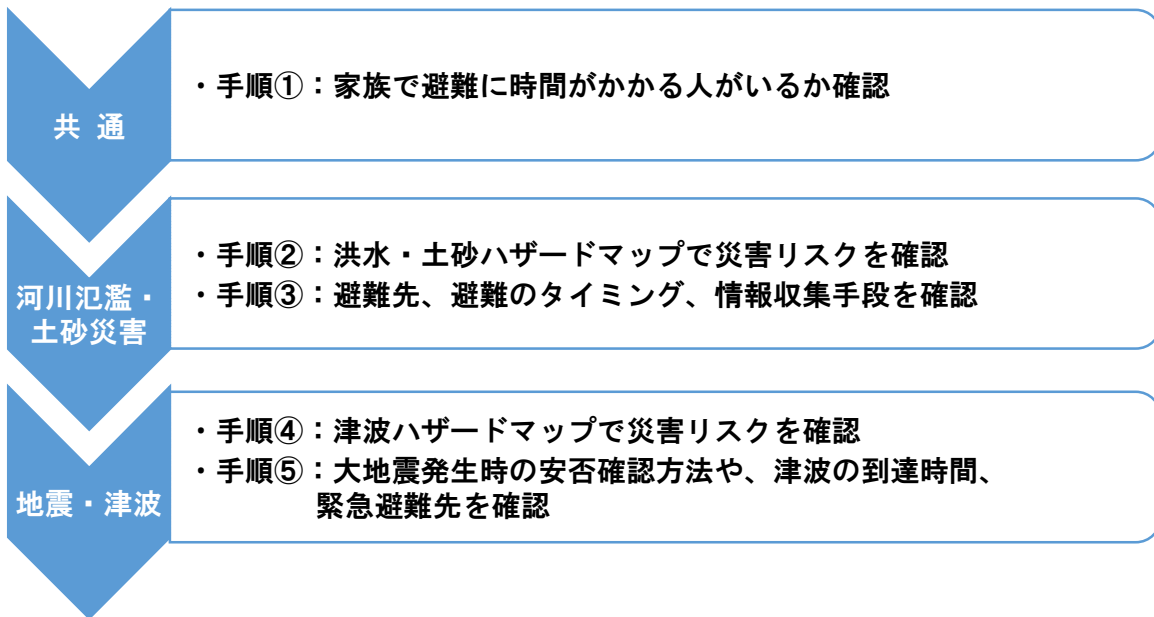 共 通
・手順①：家族で避難に時間がかかる人がいるか確認
河川氾濫・
土砂災害
・手順②：洪水・土砂ハザードマップで災害リスクを確認
・手順③：避難先、避難のタイミング、情報収集手段を確認
地震・津波
・手順④：津波ハザードマップで災害リスクを確認
・手順⑤：大地震発生時の安否確認方法や、津波の到達時間、
緊急避難先を確認